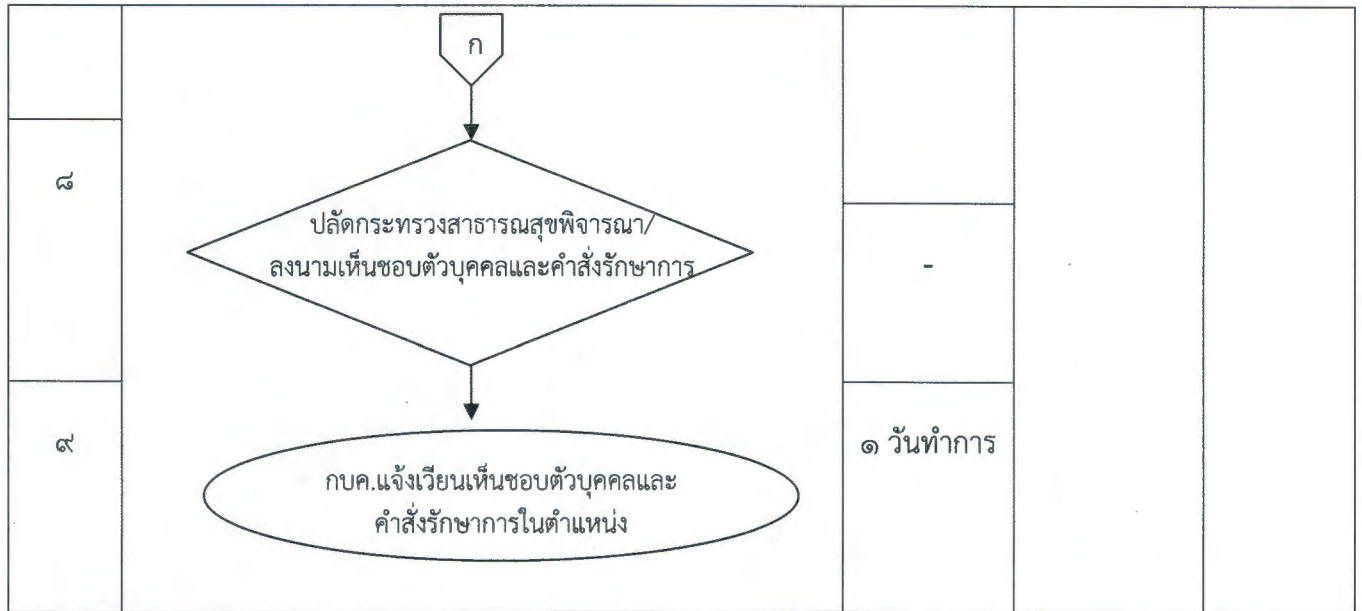 ก
๘
ปลัดกระทรวงสาธารณสุขพิจารณา/
ลงนามเห็นชอบตัวบุคคลและคำสั่งรักษาการ
-
๙
กบค.แจ้งเวียนเห็นชอบตัวบุคคลและ
คำสั่งรักษาการในตำแหน่ง
๑ วันทำการ